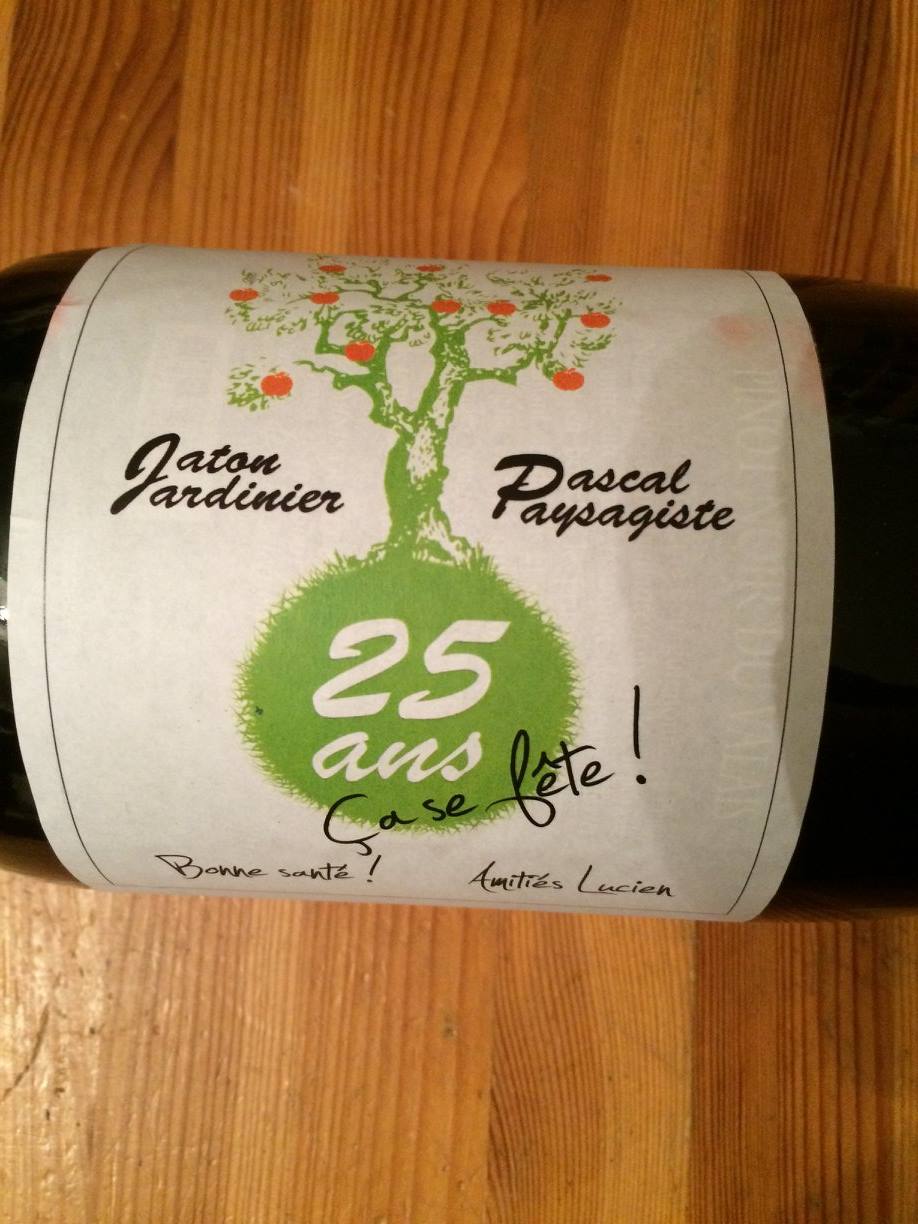 Jaton
Jardinier
Pascal
Paysagiste
25
ans
Ça se fête !
Bonne santé !
Amitiés Lucien